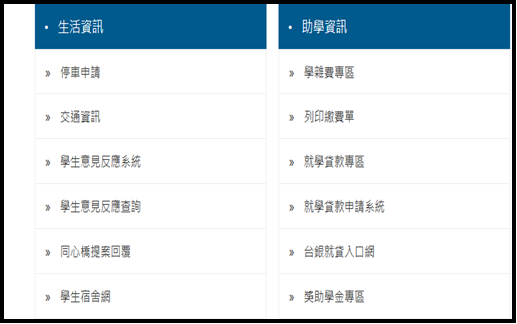 • 生活資訊
» 停車申請
» 交通資訊
» 學生意見反應系統
» 學生意見反應查詢
» 同心橋提案回覆
» 學生宿舍網
• 助學資訊
» 學雜費專區
» 列印繳費單
» 就學貸款專區
» 就學貸款申請系統
» 台銀就貸入口網
» 獎助學金專區